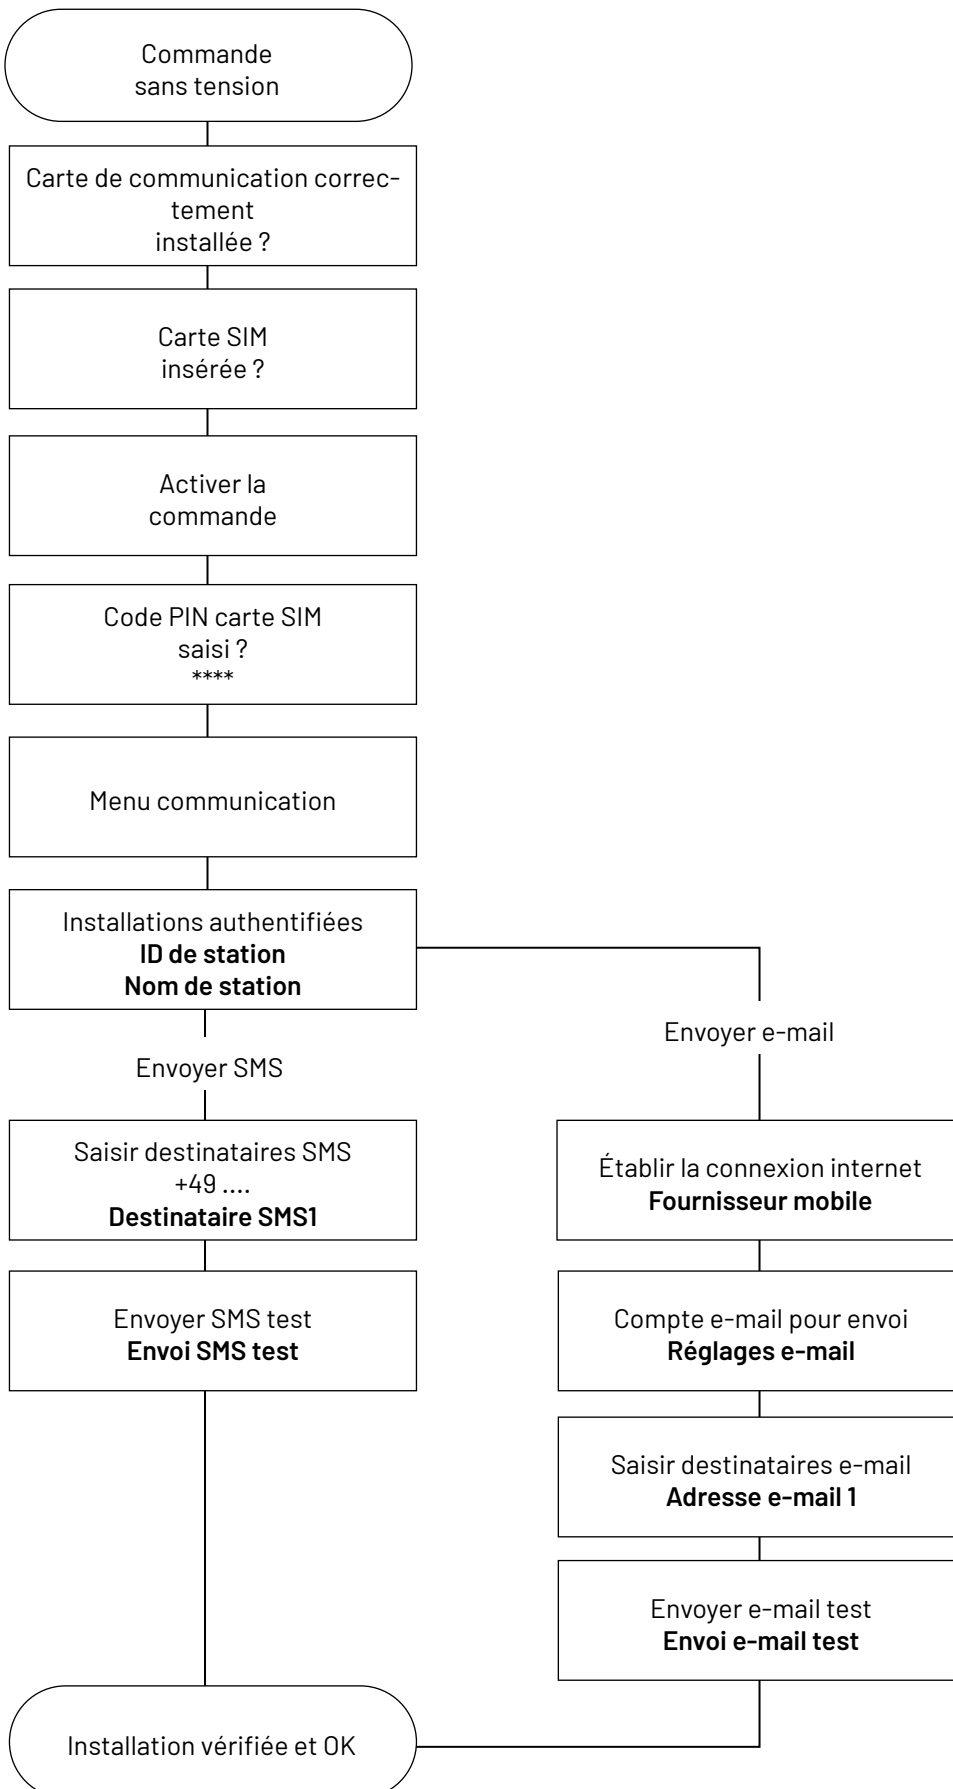 Commande
sans tension
Carte de communication correc-
tement
installée ?
Carte SIM
insérée ?
Activer la
commande
Code PIN carte SIM
saisi ?
****
Menu communication
Installations authentifiées
ID de station
Nom de station
Envoyer SMS
Saisir destinataires SMS
+49 ....
Destinataire SMS1
Envoyer SMS test
Envoi SMS test
Envoyer e-mail
Établir la connexion internet
Fournisseur mobile
Compte e-mail pour envoi
Réglages e-mail
Saisir destinataires e-mail
Adresse e-mail 1
Envoyer e-mail test
Envoi e-mail test
Installation vérifiée et OK